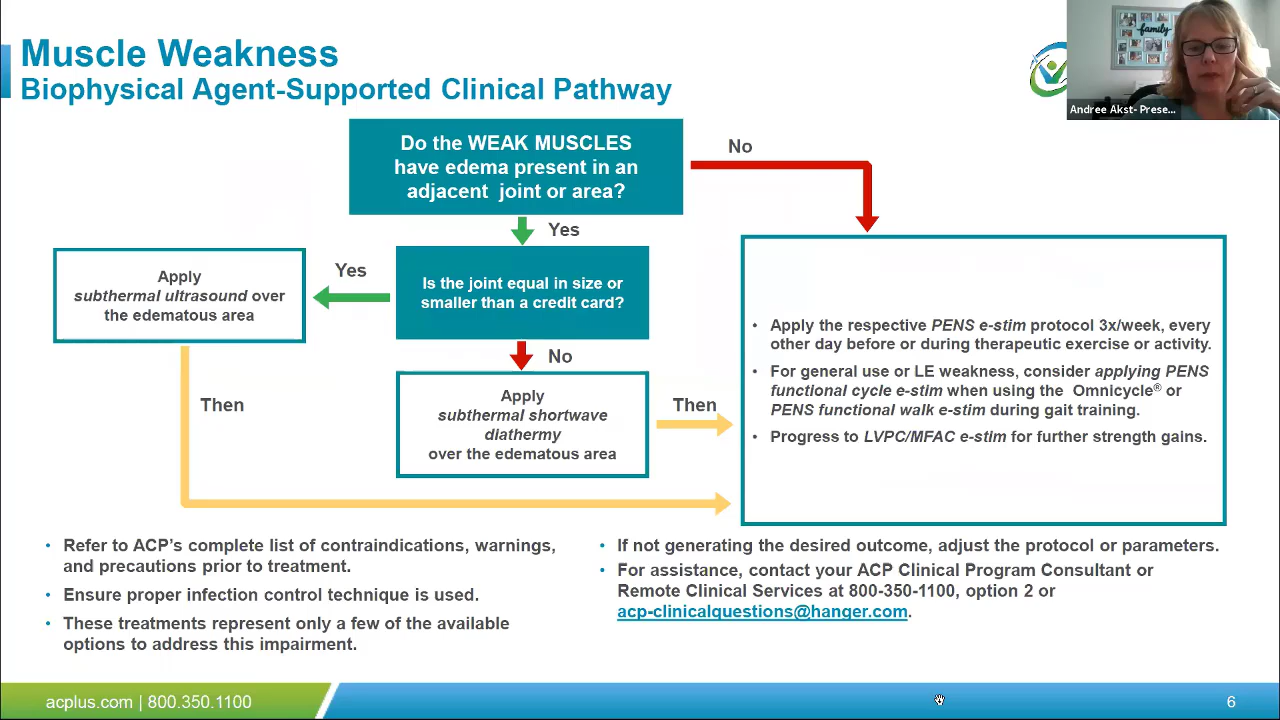 Muscle Weakness
Biophysical Agent-Supported Clinical Pathway
family
Andree Akst- Prese...
Do the WEAK MUSCLES
have edema present in an
adjacent joint or area?
No
Yes
Is the joint equal in size or
smaller than a credit card?
Yes
Apply
subthermal ultrasound over
the edematous area
No
Apply
subthermal shortwave
diathermy
over the edematous area
Then
Then
• Apply the respective PENS e-stim protocol 3x/week, every
other day before or during therapeutic exercise or activity.
• For general use or LE weakness, consider applying PENS
functional cycle e-stim when using the Omnicycle® or
PENS functional walk e-stim during gait training.
• Progress to LVPC/MFAC e-stim for further strength gains.
• Refer to ACP's complete list of contraindications, warnings,
and precautions prior to treatment.
• Ensure proper infection control technique is used.
• These treatments represent only a few of the available
options to address this impairment.
• If not generating the desired outcome, adjust the protocol or parameters.
• For assistance, contact your ACP Clinical Program Consultant or
Remote Clinical Services at 800-350-1100, option 2 or
acp-clinicalquestions@hanger.com.
acplus.com | 800.350.1100
6